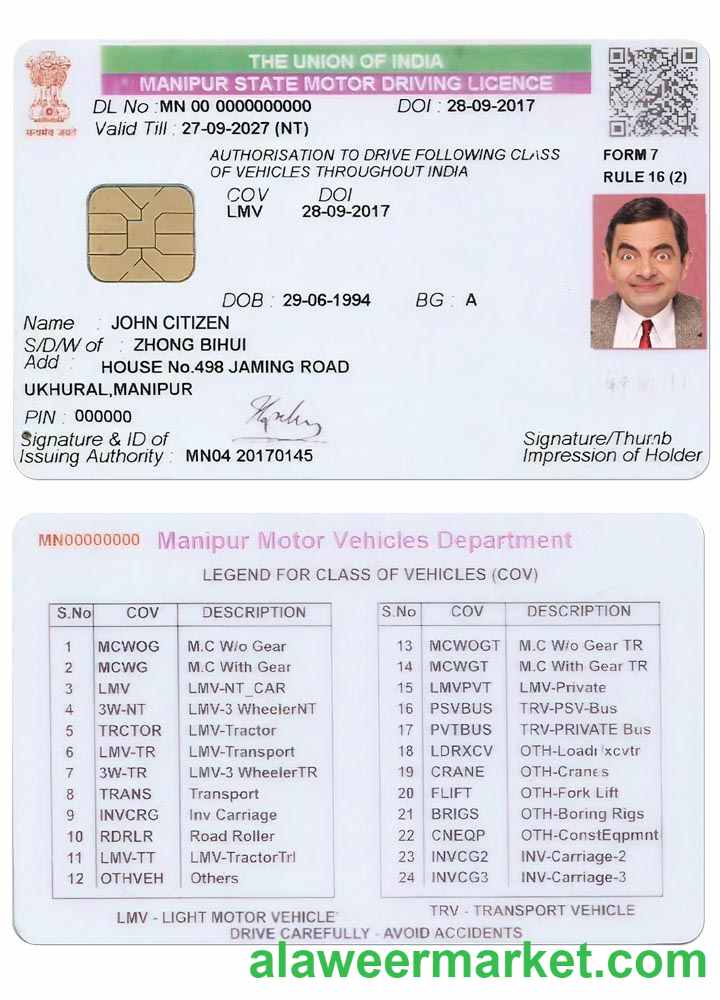 THE UNION OF INDIA
MANIPUR STATE MOTOR DRIVING LICENCE
DL No : MN 00 0000000000 DOI : 28-09-2017
Valid Till : 27-09-2027 (NT)
सत्यमेव जयते
AUTHORISATION TO DRIVE FOLLOWING CLASS
OF VEHICLES THROUGHOUT INDIA
FORM 7
RULE 16 (2)
COV DOI
LMV 28-09-2017
DOB : 29-06-1994 BG : A
Name : JOHN CITIZEN
S/D/W of : ZHONG BIHUI
Add : HOUSE No.498 JAMING ROAD
UKHURAL,MANIPUR
PIN : 000000
Signature & ID of
Issuing Authority : MN04 20170145
Signature/Thumb
Impression of Holder
MN00000000 Manipur Motor Vehicles Department
LEGEND FOR CLASS OF VEHICLES (COV)
S.No COV DESCRIPTION
1 MCWOG M.C W/o Gear
2 MCWG M.C With Gear
3 LMV LMV-NT_CAR
4 3W-NT LMV-3 WheelerNT
5 TRCTOR LMV-Tractor
6 LMV-TR LMV-Transport
7 3W-TR LMV-3 WheelerTR
8 TRANS Transport
9 INVCRG Inv Carriage
10 RDRLR Road Roller
11 LMV-TT LMV-TractorTrl
12 OTHVEH Others
S.No COV DESCRIPTION
13 MCWOGT M.C W/o Gear TR
14 MCWGT M.C With Gear TR
15 LMVPVT LMV-Private
16 PSVBUS TRV-PSV-Bus
17 PVTBUS TRV-PRIVATE Bus
18 LDRXCV
19 CRANE OTH-Cranes
20 FLIFT OTH-Fork Lift
21 BRIGS OTH-Boring Rigs
22 CNEQP OTH-ConstEqpmnt
23 INVCG2 INV-Carriage-2
24 INVCG3 INV-Carriage-3
LMV - LIGHT MOTOR VEHICLE
TRV - TRANSPORT VEHICLE
DRIVE CAREFULLY - AVOID ACCIDENTS
alaweermarket.com